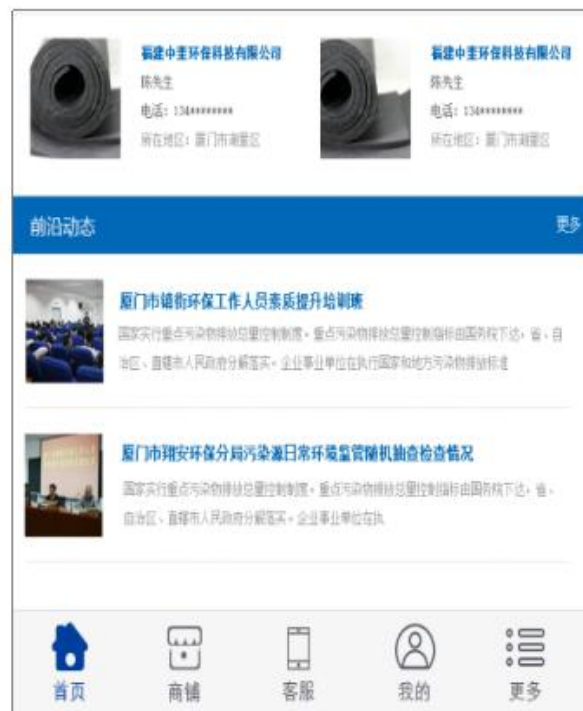 福建中奎环保科技有限公司
陈先生
电话：134********
所在地区：厦门市湖里区
福建中奎环保科技有限公司
陈先生
电话：134********
所在地区：厦门市湖里区
前沿动态 更多
厦门市镇街环保工作人员素质提升培训班
国家实行重点污染物排放总量控制制度。重点污染物排放总量控制指标由国务院下达，省、自
治区、直辖市人民政府分解落实。企业事业单位在执行国家和地方污染物排放标准
厦门市翔安环保分局污染源日常环境监管随机抽查检查情况
国家实行重点污染物排放总量控制制度。重点污染物排放总量控制指标由国务院下达，省、
自治区、直辖市人民政府分解落实。企业事业单位在执
首页 商铺 客服 我的 更多